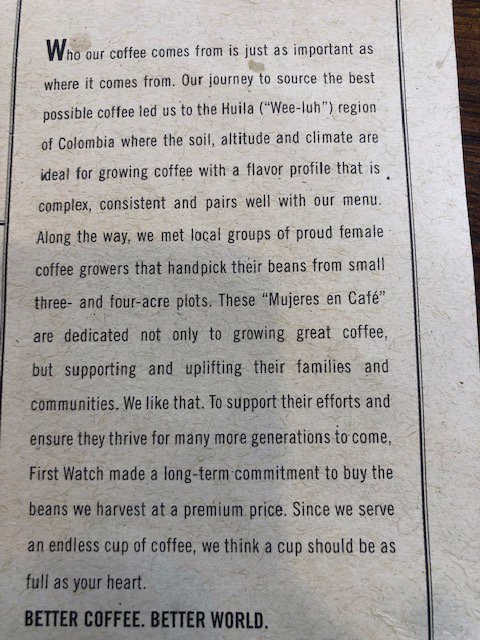 Who our coffee comes from is just as important as
where it comes from. Our journey to source the best
possible coffee led us to the Huila (“Wee-luh”) region
of Colombia where the soil, altitude and climate are
ideal for growing coffee with a flavor profile that is
complex, consistent and pairs well with our menu.
Along the way, we met local groups of proud female
coffee growers that handpick their beans from small
three- and four-acre plots. These “Mujeres en Café”
are dedicated not only to growing great coffee,
but supporting and uplifting their families and
communities. We like that. To support their efforts and
ensure they thrive for many more generations to come,
First Watch made a long-term commitment to buy the
beans we harvest at a premium price. Since we serve
an endless cup of coffee, we think a cup should be as
full as your heart.
BETTER COFFEE. BETTER WORLD.